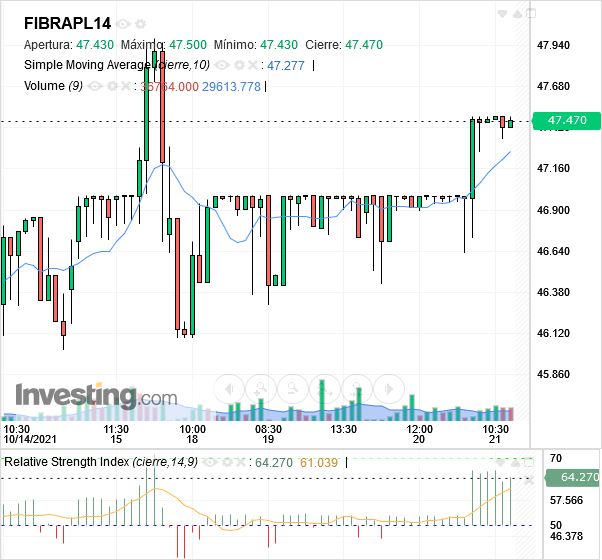 FIBRAPL14
Apertura: 47.430 Máximo: 47.500 Mínimo: 47.430 Cierre: 47.470
Simple Moving Average (cierre,10) : 47.277
Volume (9) : 36764.000 29613.778
47.940
47.680
47.470
47.160
46.900
46.640
46.380
46.120
45.860
Investing.com
10:30 11:30 10:00 08:30 13:30 12:00 10:30
10/14/2021 15 18 19 20 21
Relative Strength Index (cierre,14,9) : 64.270 61.039
70
64.270
57.566
50
46.378